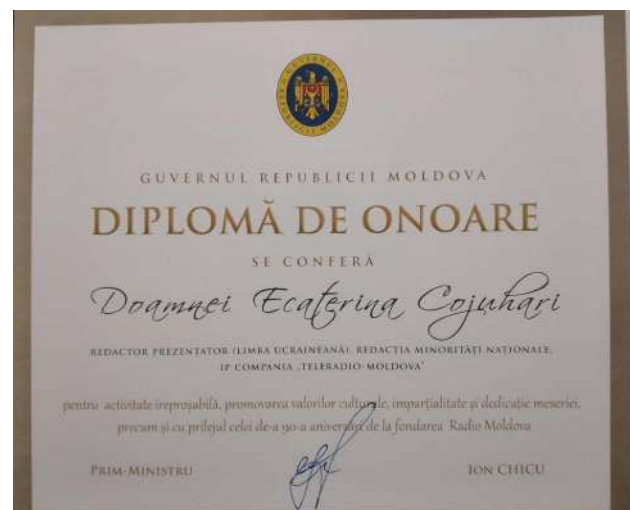 GUVERNUL REPUBLICII MOLDOVA
DIPLOMĂ DE ONOARE
SE CONFERĂ
Doamnei Ecaterina Cojuhari
REDACTOR PREZENTATOR (LIMBA UCRAINEANĂ), REDACȚIA MINORITĂȚI NAȚIONALE,
IP COMPANIA „TELERADIO-MOLDOVA”
pentru activitate ireproșabilă, promovarea valorilor culturale, imparțialitate și dedicație meseriei,
precum și cu prilejul celei de-a 90-a aniversări de la fondarea Radio Moldova
PRIM-MINISTRU ION CHICU